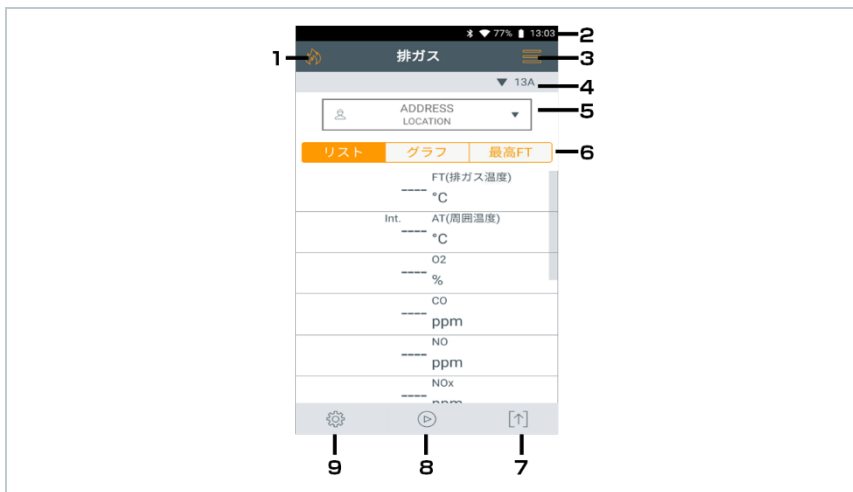 77% 13:03 2
1 排ガス 3
▼ 13A 4
ADDRESS 5
LOCATION
リスト グラフ 最高FT 6
FT(排ガス温度)
---- °C
Int. AT(周囲温度)
---- °C
O2
---- %
CO
---- ppm
NO
---- ppm
NOx
---- ppm
9 8 7